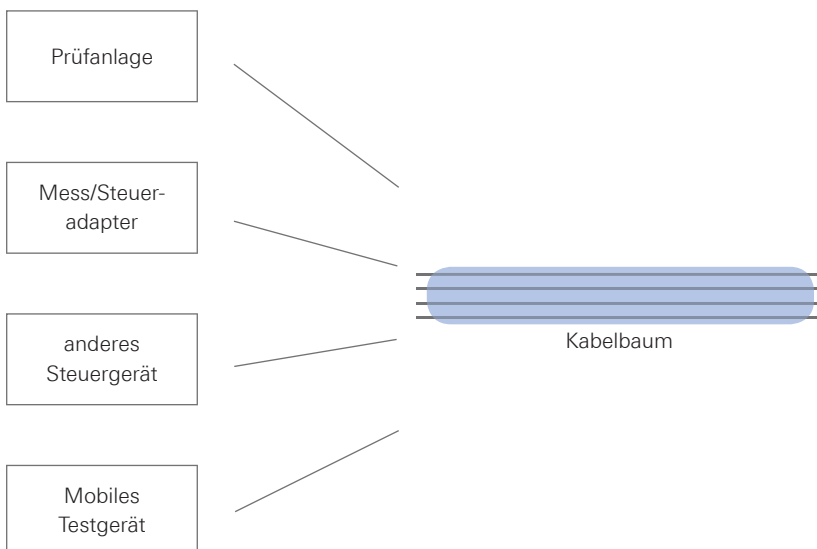 Prüfanlage
Mess/Steuer-
adapter
anderes
Steuergerät
Kabelbaum
Mobiles
Testgerät